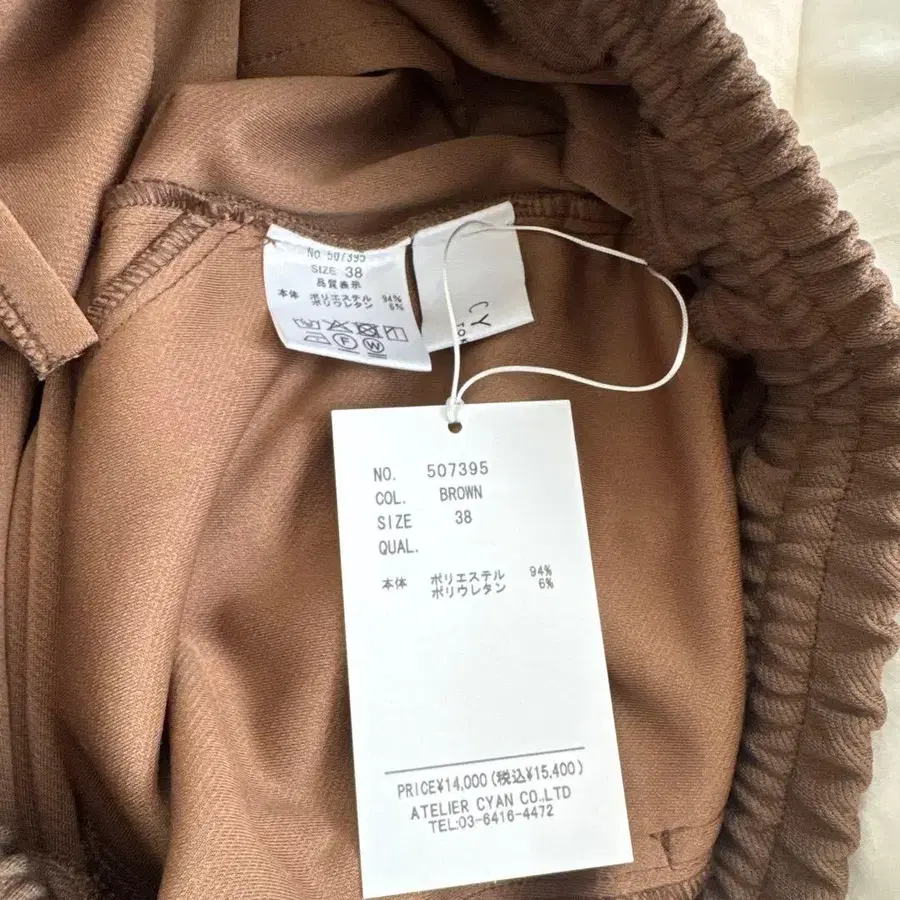 NO 507395
SIZE 38
品質表示
本体 ポリエステル 94%
ポリウレタン 6%
F W
CY
NO. 507395
COL. BROWN
SIZE 38
QUAL.
本体 ポリエステル 94%
ポリウレタン 6%
PRICE¥14,000(税込¥15,400)
ATELIER CYAN CO.,LTD
TEL:03-6416-4472